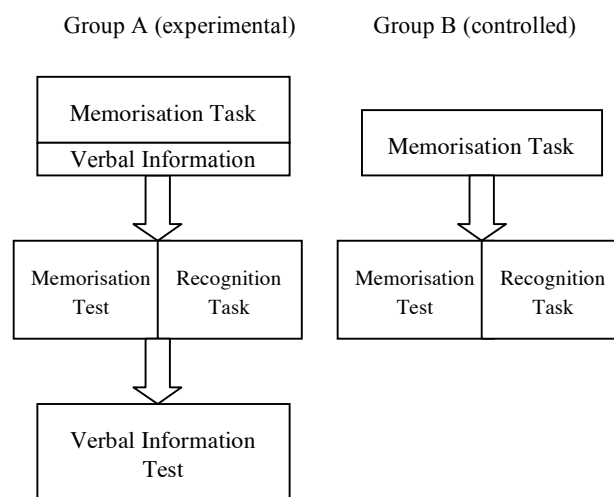 Group A (experimental)
Group B (controlled)
Memorisation Task
Verbal Information
Memorisation Task
Memorisation
Test
Recognition
Task
Memorisation
Test
Recognition
Task
Verbal Information
Test